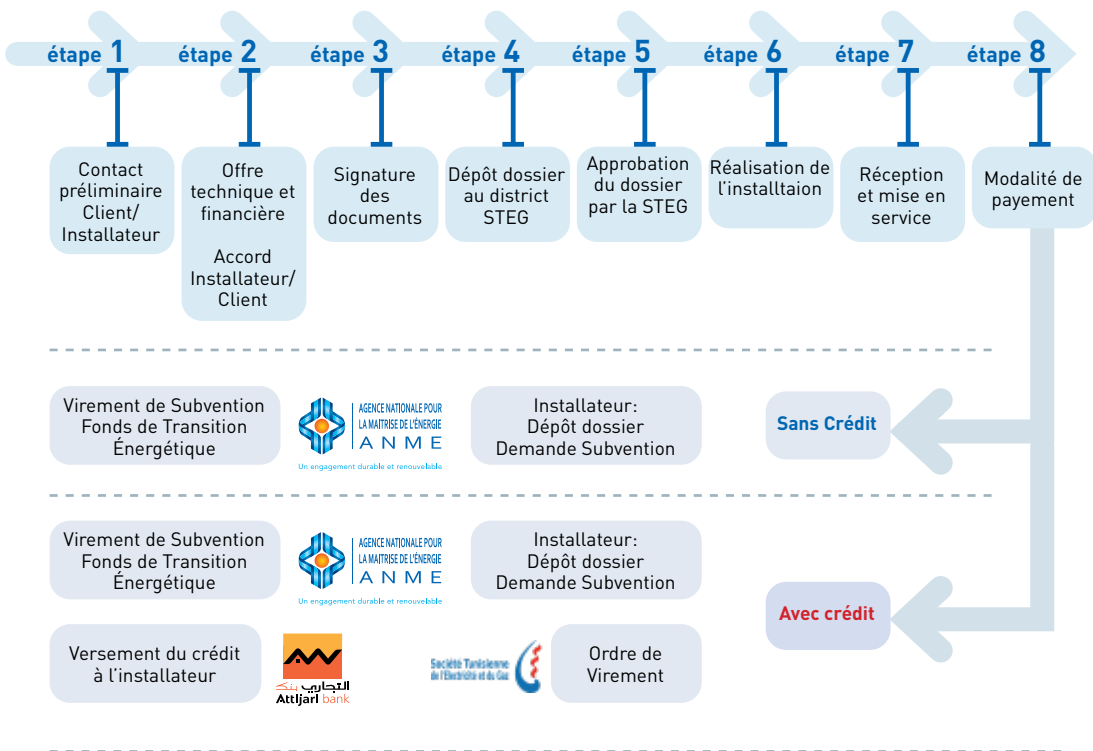 étape 1
étape 2
étape 3
étape 4
étape 5
étape 6
étape 7
étape 8
Contact
préliminaire
Client/
Installateur
Offre
technique et
financière
Accord
Installateur/
Client
Signature
des
documents
Dépôt dossier
au district
STEG
Approbation
du dossier
par la STEG
Réalisation de
l’installtaion
Réception
et mise en
service
Modalité de
payement
Virement de Subvention
Fonds de Transition
Énergétique
AGENCE NATIONALE POUR
LA MAITRISE DE L'ÉNERGIE
ANME
Un engagement durable et renouvelable
Installateur:
Dépôt dossier
Demande Subvention
Sans Crédit
Virement de Subvention
Fonds de Transition
Énergétique
AGENCE NATIONALE POUR
LA MAITRISE DE L'ÉNERGIE
ANME
Un engagement durable et renouvelable
Installateur:
Dépôt dossier
Demande Subvention
Avec crédit
Versement du crédit
à l’installateur
التجاري بنك
Attijari bank
Société Tunisienne
de l'Electricité et du Gaz
Ordre de
Virement